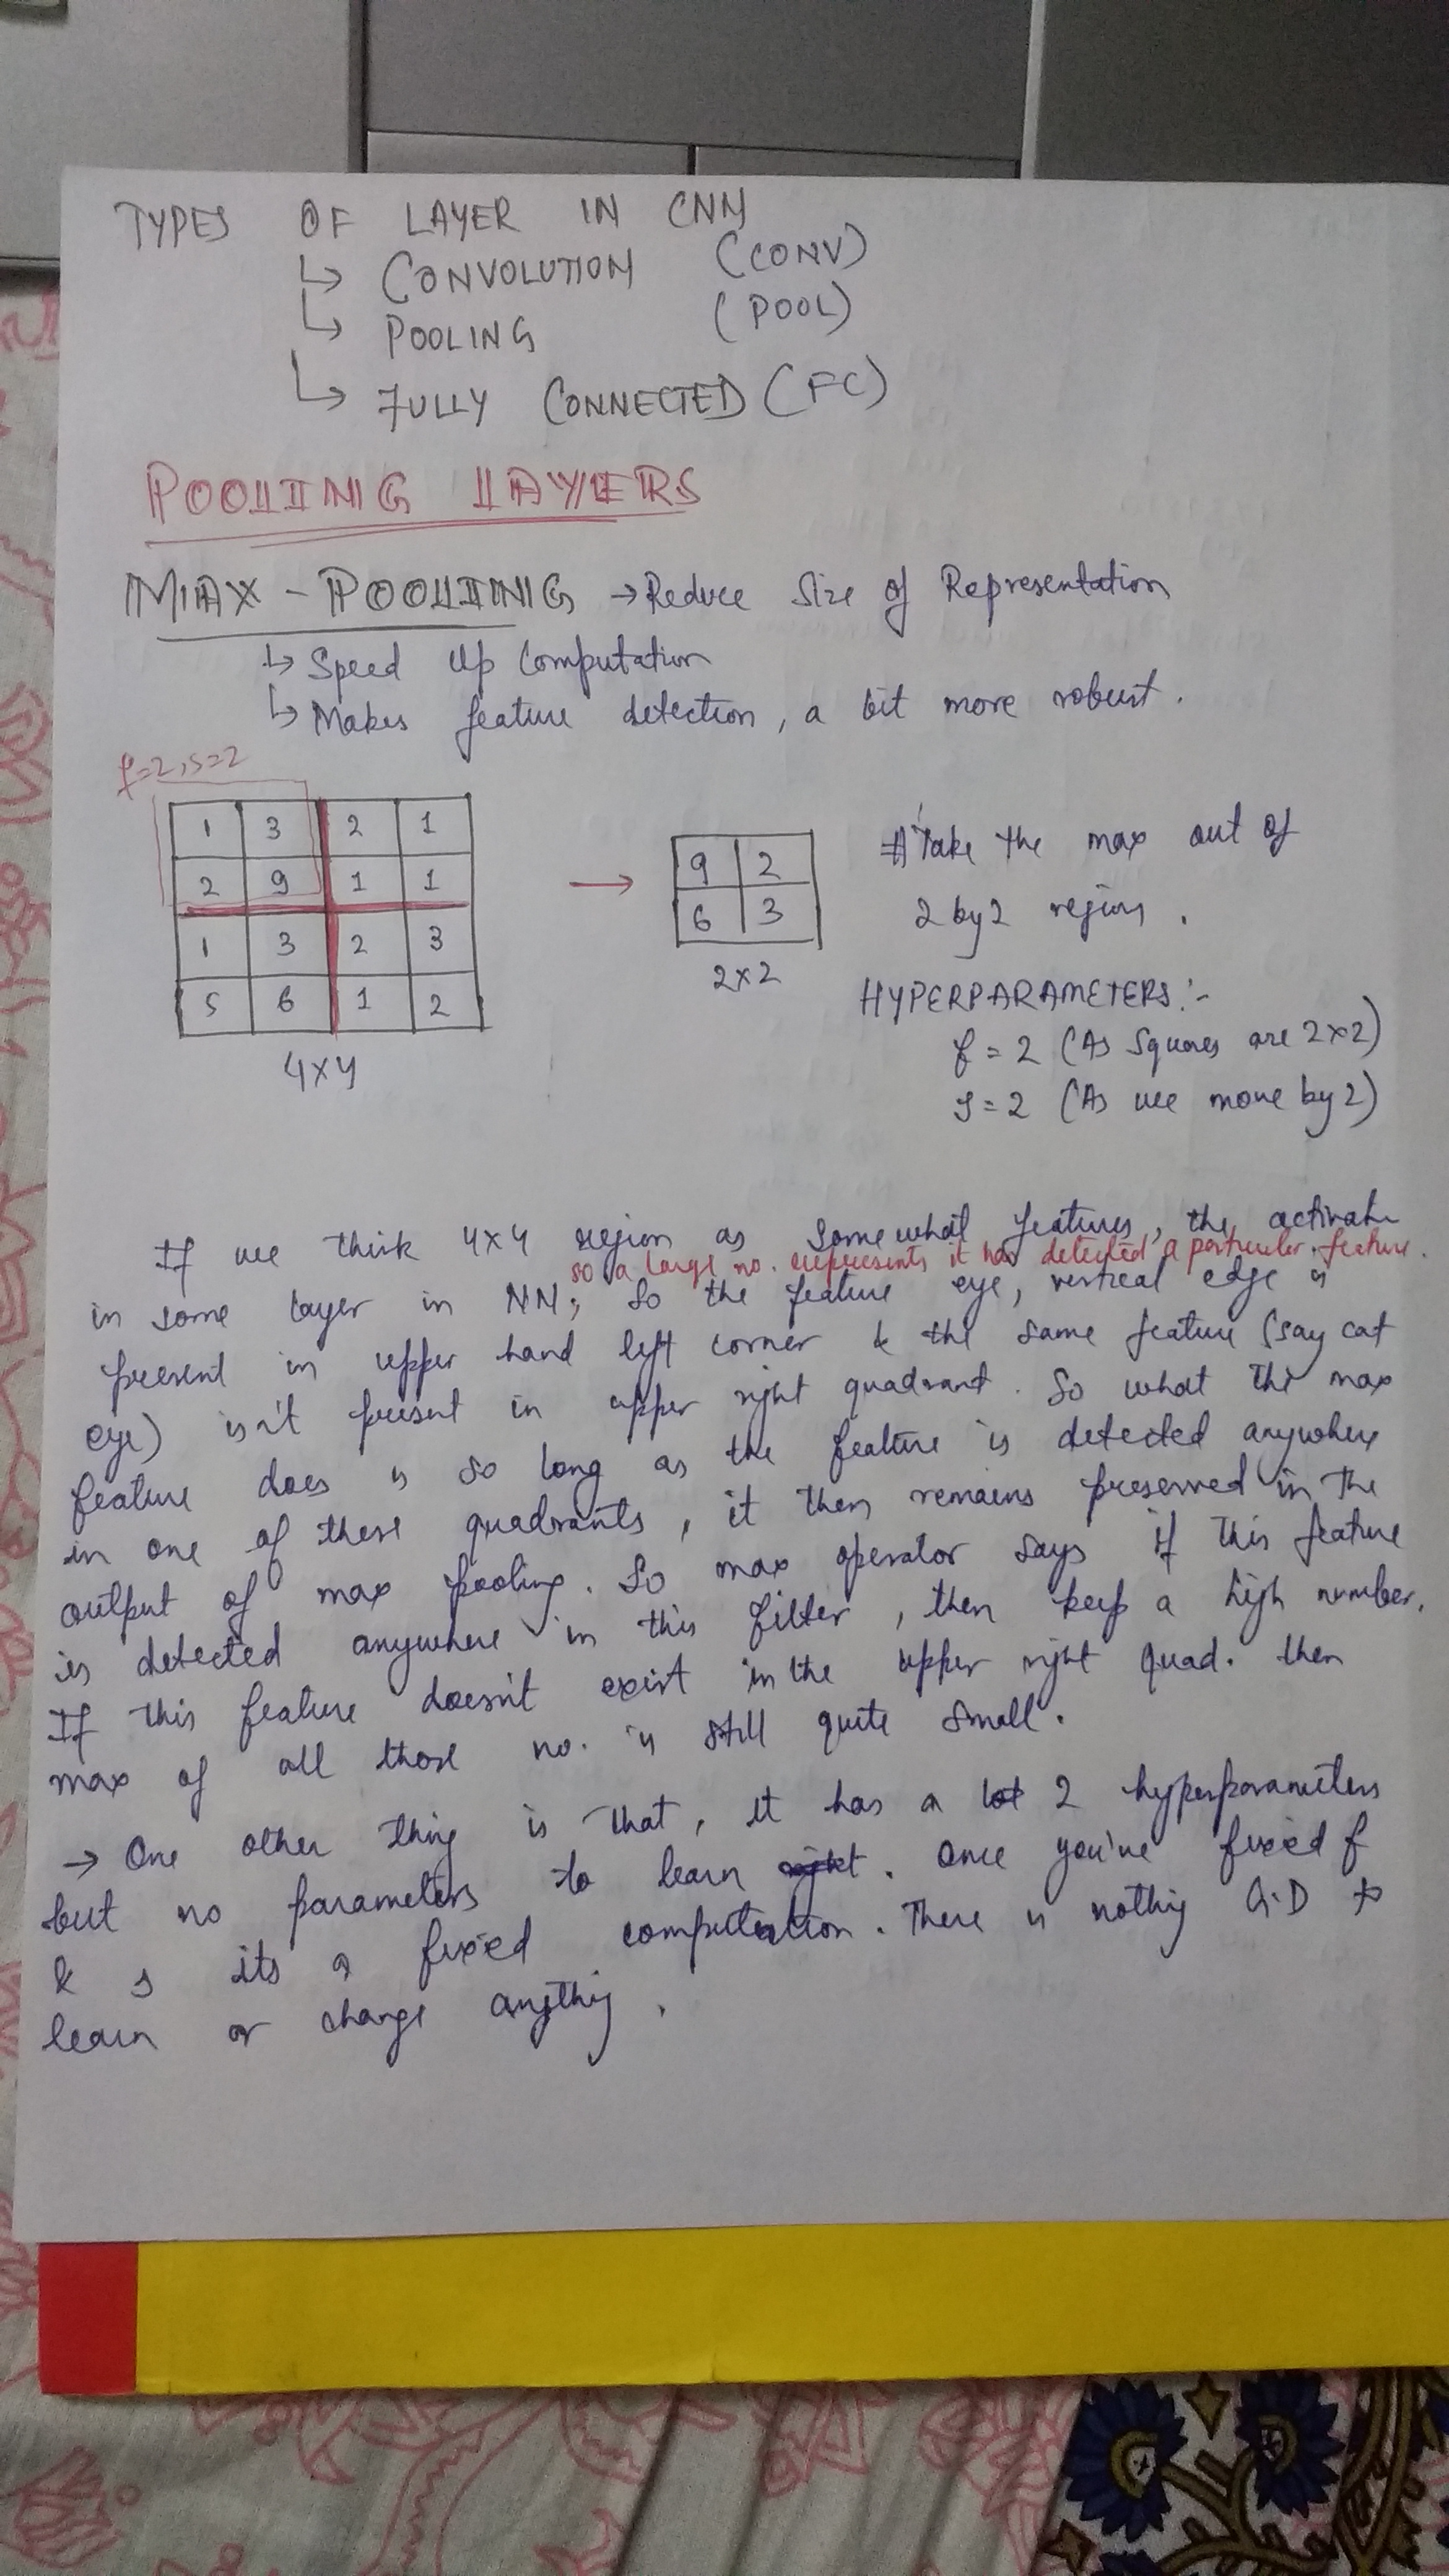 TYPES OF LAYER IN CNN
↳ CONVOLUTION (CONV)
↳ POOLING (POOL)
↳ FULLY CONNECTED (FC)
POOLING LAYERS
MAX-POOLING → Reduce Size of Representation
↳ Speed Up Computation
↳ Makes feature detection, a bit more robust.
f=2, s=2
1 3 2 1
2 9 1 1
1 3 2 3
5 6 1 2
4x4
→
9 2
6 3
2x2
# Take the max out of
2 by 2 region.
HYPERPARAMETERS:-
f = 2 (As Squares are 2x2)
s = 2 (As we move by 2)
If we think 4x4 region as somewhat features, the activatn
so a large no. represents it has detected a particular feature.
in some layer in NN, So the feature eye, vertical edge is
present in upper hand left corner & the same feature (say cat
eye) isn't present in upper right quadrant. So what the max
feature does is so long as the feature is detected anywhere
in one of these quadrants, it then remains preserved in the
output of max pooling. So max operator says if this feature
is detected anywhere in this filter, then keep a high number.
If this feature doesn't exist in the upper right quad. then
max of all those no. is still quite small.
→ One other thing is that, it has a 2 hyperparameters
but no parameters to learn. Once you've fixed f
& s its a fixed computation. There is nothing G.D to
learn or change anything.